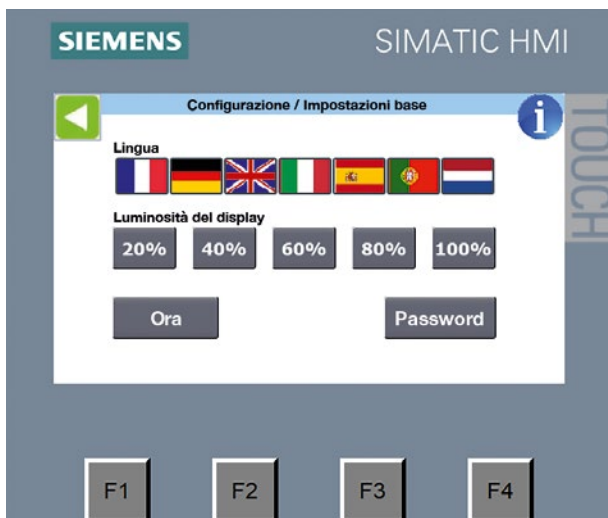 SIEMENS
SIMATIC HMI
TOUCH
Configurazione / Impostazioni base
i
Lingua
Luminosità del display
20% 40% 60% 80% 100%
Ora Password
F1 F2 F3 F4